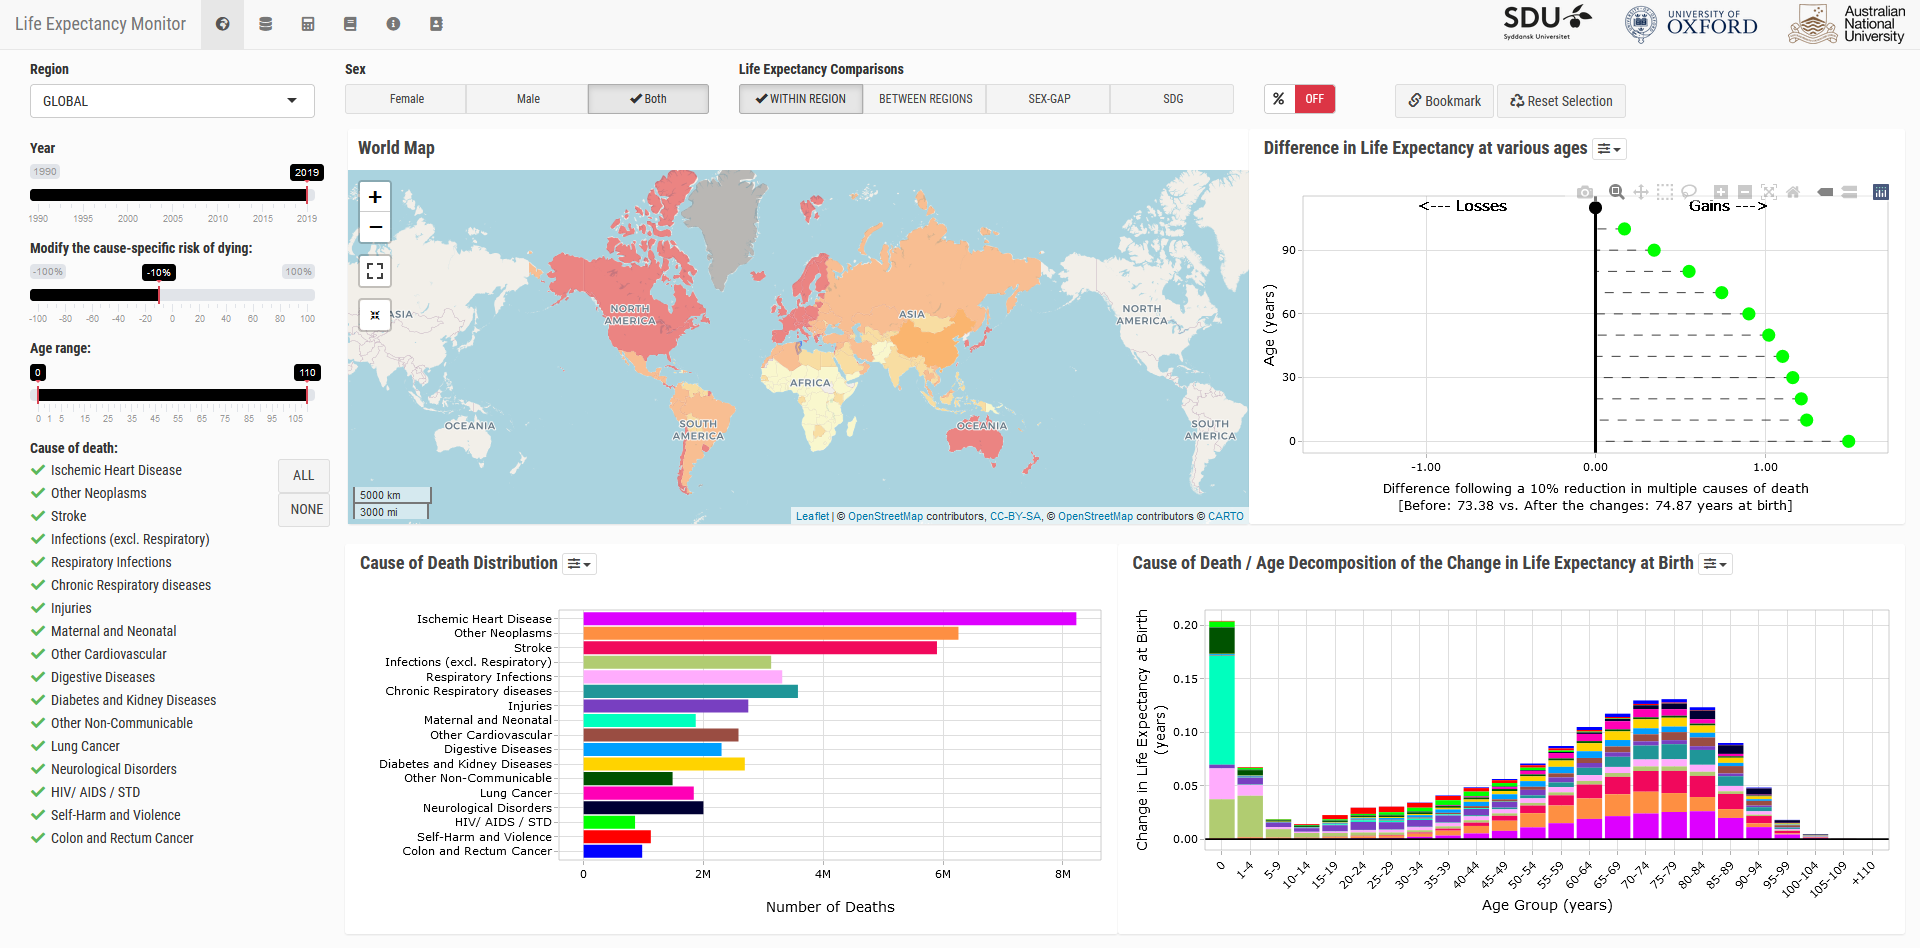 Life Expectancy Monitor
SDU
Syddansk Universitet
UNIVERSITY OF
OXFORD
Australian
National
University
Region
GLOBAL
Sex
Female
Male
Both
Life Expectancy Comparisons
WITHIN REGION
BETWEEN REGIONS
SEX-GAP
SDG
%
OFF
Bookmark
Reset Selection
Year
1990
2019
1990 1995 2000 2005 2010 2015 2019
Modify the cause-specific risk of dying:
-100%
-10%
100%
-100 -80 -60 -40 -20 0 20 40 60 80 100
Age range:
0
110
0 1 5 15 25 35 45 55 65 75 85 95 105
Cause of death:
Ischemic Heart Disease
Other Neoplasms
Stroke
Infections (excl. Respiratory)
Respiratory Infections
Chronic Respiratory diseases
Injuries
Maternal and Neonatal
Other Cardiovascular
Digestive Diseases
Diabetes and Kidney Diseases
Other Non-Communicable
Lung Cancer
Neurological Disorders
HIV/ AIDS / STD
Self-Harm and Violence
Colon and Rectum Cancer
ALL
NONE
World Map
+
−
ASIA
OCEANIA
NORTH
AMERICA
SOUTH
AMERICA
AFRICA
ASIA
OCEANIA
NORTH
AMERICA
SOUTH
AMERICA
5000 km
3000 mi
Leaflet | © OpenStreetMap contributors, CC-BY-SA, © OpenStreetMap contributors © CARTO
Difference in Life Expectancy at various ages
<--- Losses
Gains --->
Age (years)
90
60
30
0
-1.00 0.00 1.00
Difference following a 10% reduction in multiple causes of death
[Before: 73.38 vs. After the changes: 74.87 years at birth]
Cause of Death Distribution
Ischemic Heart Disease
Other Neoplasms
Stroke
Infections (excl. Respiratory)
Respiratory Infections
Chronic Respiratory diseases
Injuries
Maternal and Neonatal
Other Cardiovascular
Digestive Diseases
Diabetes and Kidney Diseases
Other Non-Communicable
Lung Cancer
Neurological Disorders
HIV/ AIDS / STD
Self-Harm and Violence
Colon and Rectum Cancer
0 2M 4M 6M 8M
Number of Deaths
Cause of Death / Age Decomposition of the Change in Life Expectancy at Birth
Change in Life Expectancy at Birth
(years)
0.20
0.15
0.10
0.05
0.00
0 1-4 5-9 10-14 15-19 20-24 25-29 30-34 35-39 40-44 45-49 50-54 55-59 60-64 65-69 70-74 75-79 80-84 85-89 90-94 95-99 100-104 105-109 +110
Age Group (years)